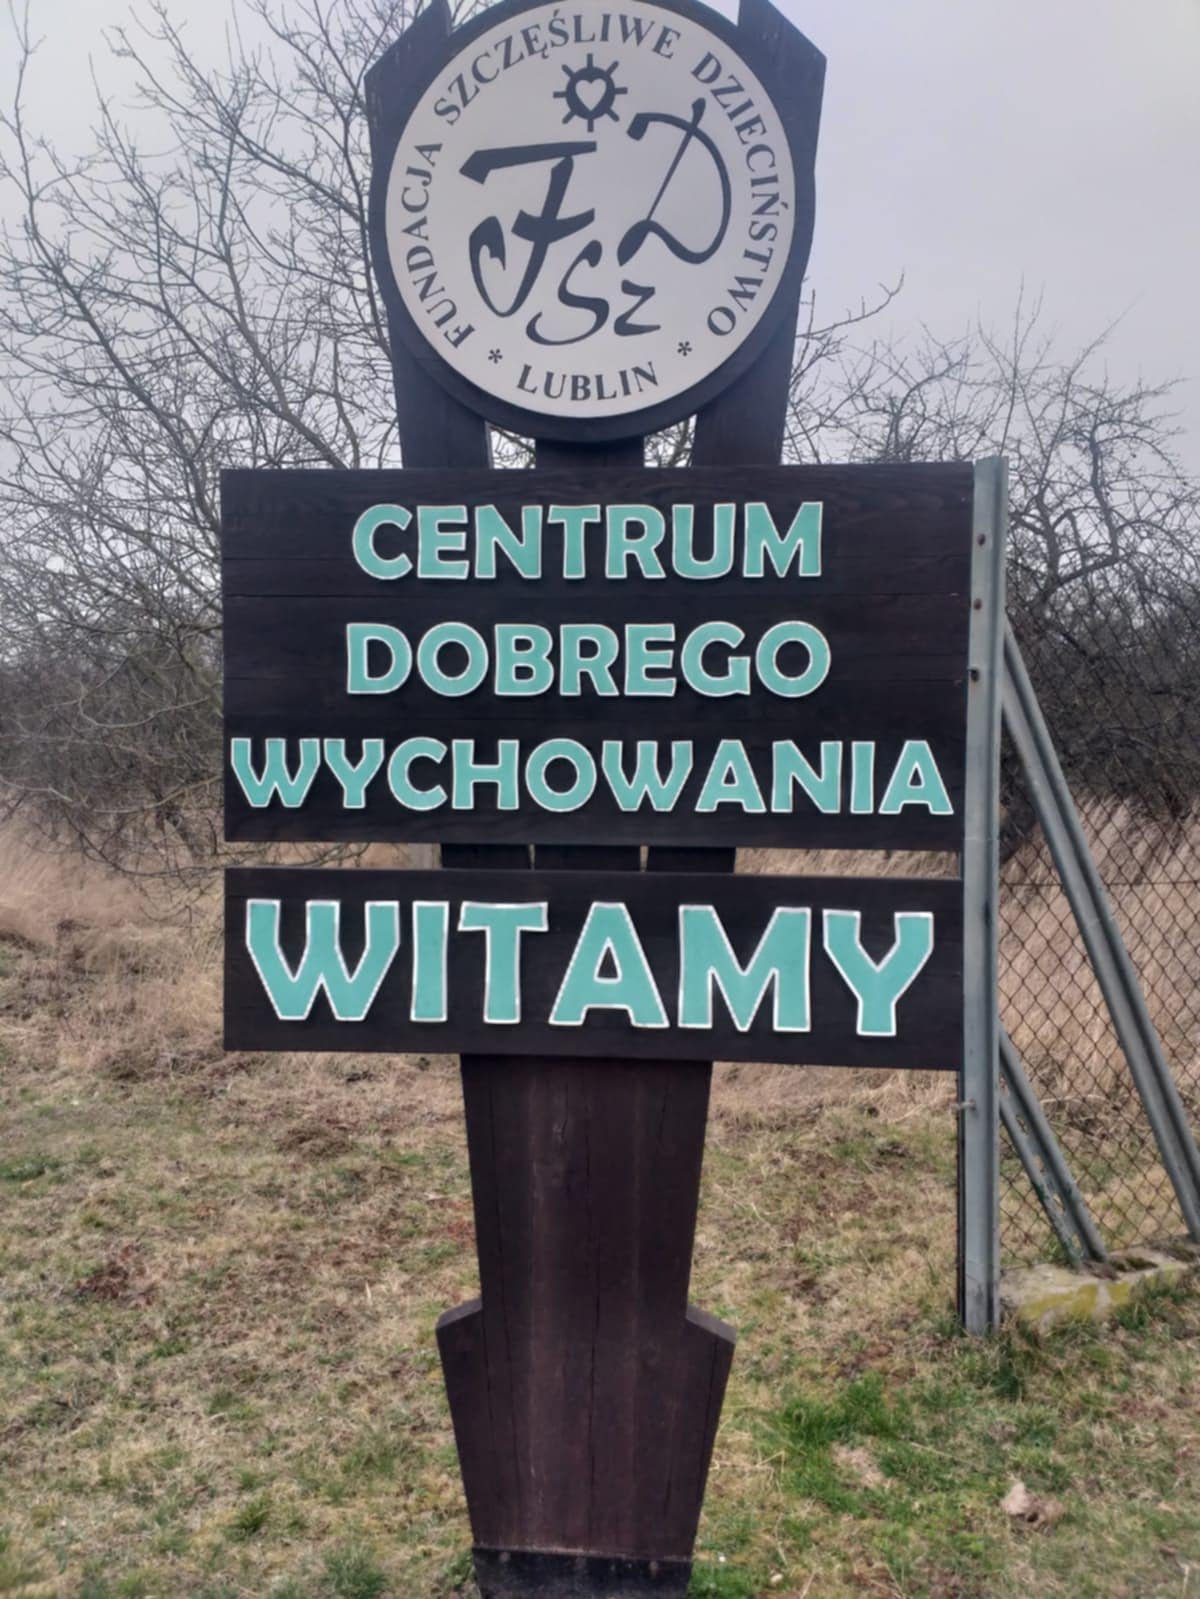 FUNDACJA SZCZĘŚLIWE DZIECIŃSTWO
FSzD
* LUBLIN *
CENTRUM
DOBREGO
WYCHOWANIA
WITAMY